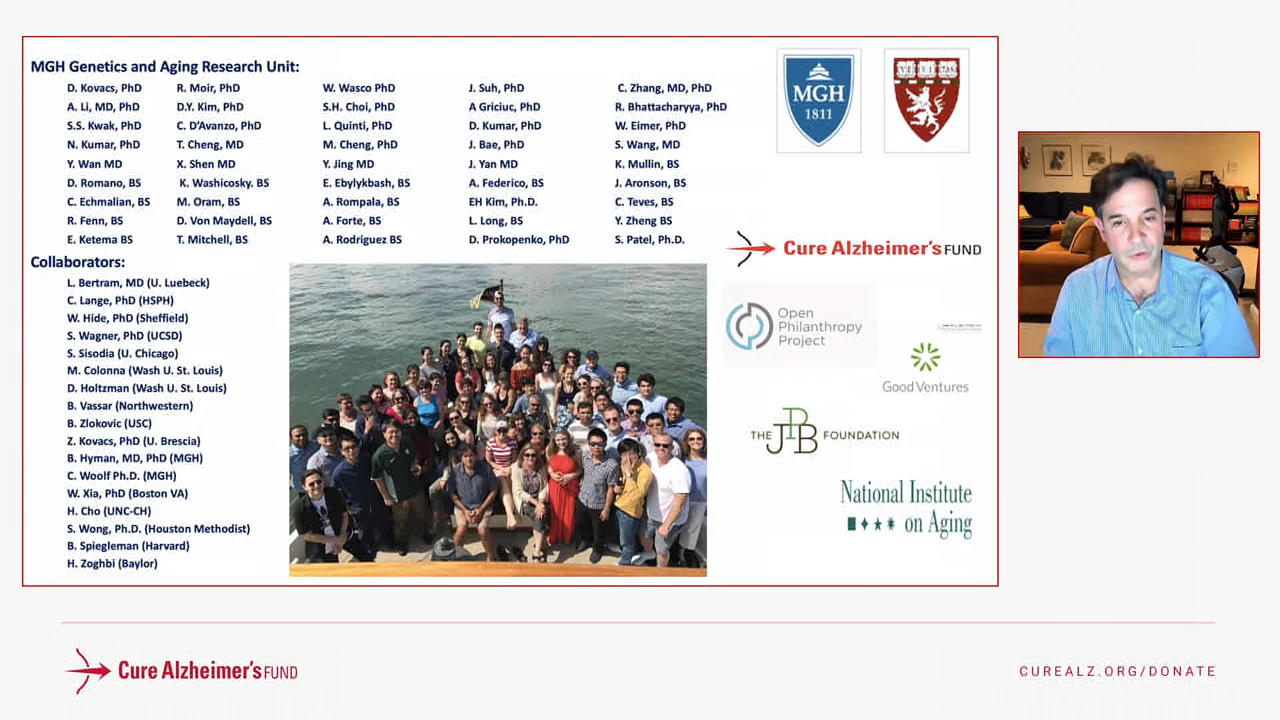 MGH Genetics and Aging Research Unit:
D. Kovacs, PhD R. Moir, PhD W. Wasco PhD J. Suh, PhD C. Zhang, MD, PhD
A. Li, MD, PhD D.Y. Kim, PhD S.H. Choi, PhD A Griciuc, PhD R. Bhattacharyya, PhD
S.S. Kwak, PhD C. D'Avanzo, PhD L. Quinti, PhD D. Kumar, PhD W. Eimer, PhD
N. Kumar, PhD T. Cheng, MD M. Cheng, PhD J. Bae, PhD S. Wang, MD
Y. Wan MD X. Shen MD Y. Jing MD J. Yan MD K. Mullin, BS
D. Romano, BS K. Washicosky. BS E. Ebylykbash, BS A. Federico, BS J. Aronson, BS
C. Echmalian, BS M. Oram, BS A. Rompala, BS EH Kim, Ph.D. C. Teves, BS
R. Fenn, BS D. Von Maydell, BS A. Forte, BS L. Long, BS Y. Zheng BS
E. Ketema BS T. Mitchell, BS A. Rodriguez BS D. Prokopenko, PhD S. Patel, Ph.D.
Collaborators:
L. Bertram, MD (U. Luebeck)
C. Lange, PhD (HSPH)
W. Hide, PhD (Sheffield)
S. Wagner, PhD (UCSD)
S. Sisodia (U. Chicago)
M. Colonna (Wash U. St. Louis)
D. Holtzman (Wash U. St. Louis)
B. Vassar (Northwestern)
B. Zlokovic (USC)
Z. Kovacs, PhD (U. Brescia)
B. Hyman, MD, PhD (MGH)
C. Woolf Ph.D. (MGH)
W. Xia, PhD (Boston VA)
H. Cho (UNC-CH)
S. Wong, Ph.D. (Houston Methodist)
B. Spiegleman (Harvard)
H. Zoghbi (Baylor)
MGH
1811
Cure Alzheimer's FUND
Open
Philanthropy
Project
Good Ventures
THE JPB FOUNDATION
National Institute
on Aging
Cure Alzheimer's FUND
CUREALZ.ORG/DONATE